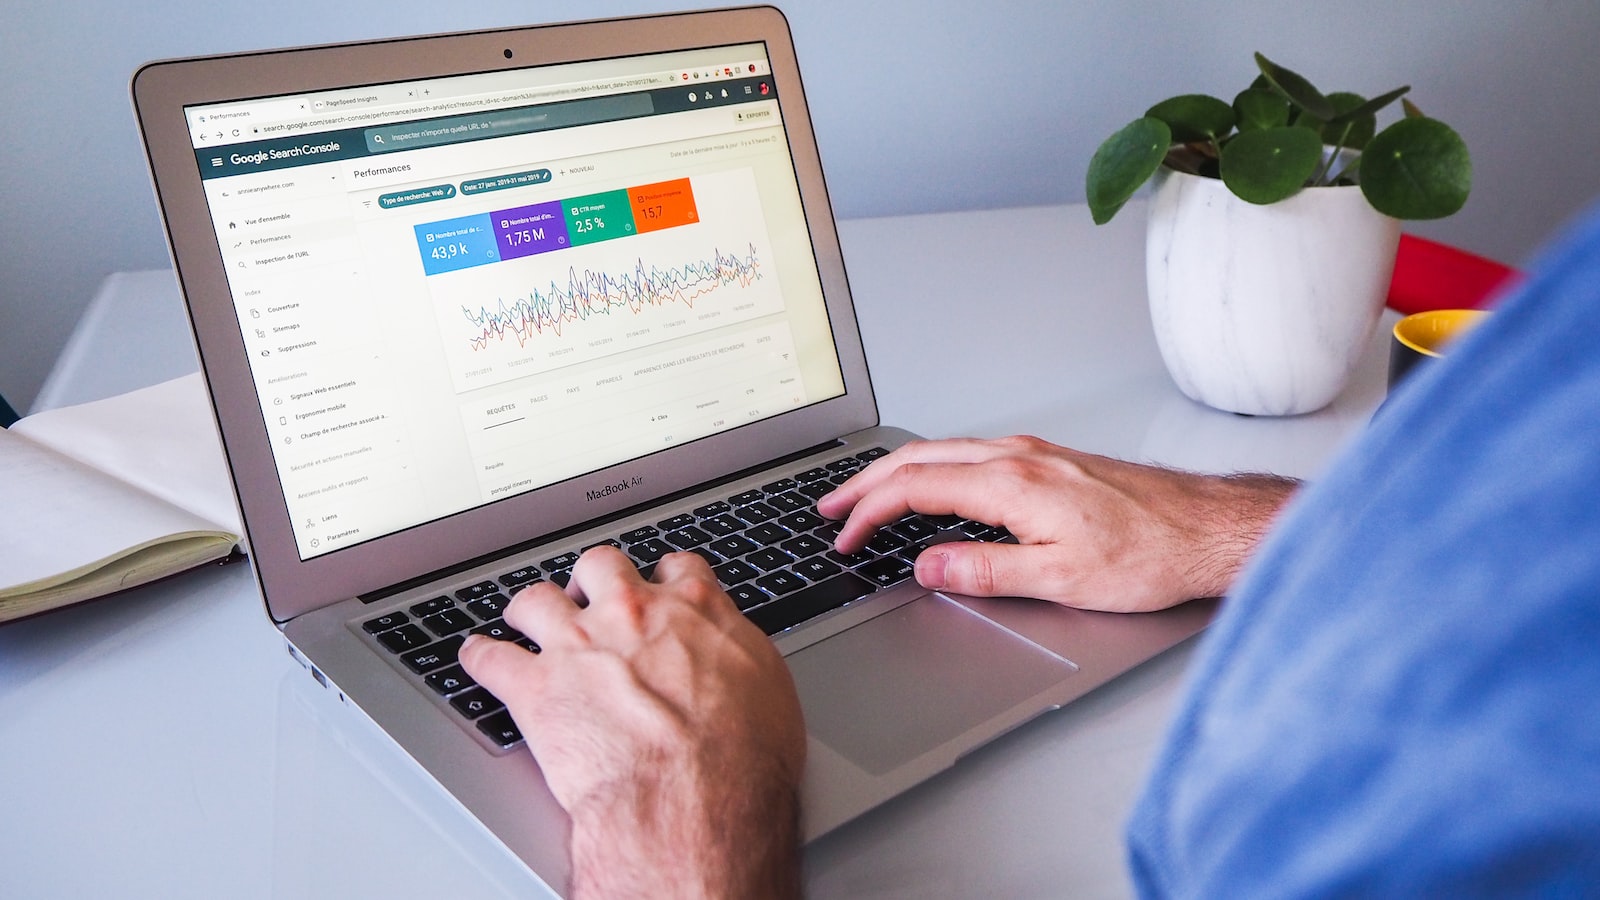 Performances
PageSpeed Insights
search.google.com/search-console/performance/search-analytics?resource_id=sc-domain%
Google Search Console
Inspecter n'importe quelle URL de "
EXPORTER
annieanywhere.com
Performances
Date de la dernière mise à jour : il y a 5 heures
Type de recherche: Web
Date: 27 janv. 2019-31 mai 2019
+ NOUVEAU
Vue d'ensemble
Performances
Inspection de l'URL
Nombre total de c...
43,9 k
Nombre total d'im...
1,75 M
CTR moyen
2,5 %
Position moyenne
15,7
Index
Couverture
Sitemaps
Suppressions
Améliorations
Signaux Web essentiels
Ergonomie mobile
Champ de recherche associé a...
Sécurité et actions manuelles
Anciens outils et rapports
Liens
Paramètres
REQUÊTES
PAGES
PAYS
APPAREILS
APPARENCE DANS LES RÉSULTATS DE RECHERCHE
DATES
Clics
Impressions
CTR
Position
Requête
portugal itinerary
MacBook Air